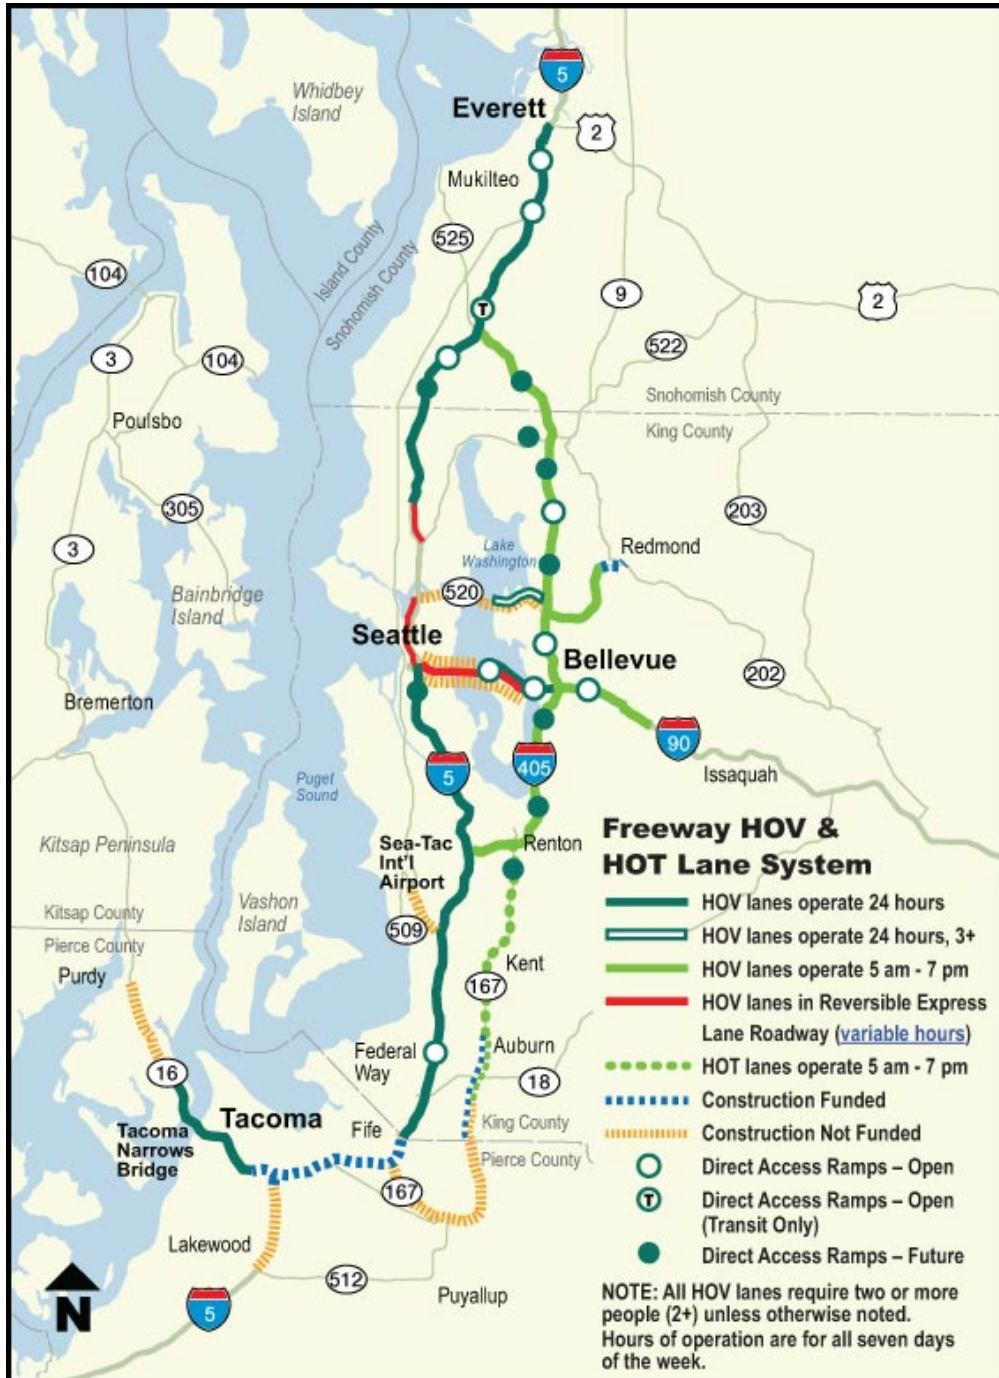 5
Whidbey
Island
Everett
2
Mukilteo
525
Island County
Snohomish County
104
9
2
T
522
3
104
Snohomish County
King County
Poulsbo
305
203
3
Lake
Washington
Redmond
Bainbridge
Island
520
Seattle
Bellevue
202
Bremerton
90
5
405
Issaquah
Puget
Sound
Kitsap Peninsula
Sea-Tac
Int'l
Airport
Renton
Vashon
Island
Kitsap County
Pierce County
509
Purdy
Kent
167
Federal
Way
Auburn
16
18
Tacoma
Fife
King County
Pierce County
Tacoma
Narrows
Bridge
167
Lakewood
512
Puyallup
5
N
Freeway HOV &
HOT Lane System
HOV lanes operate 24 hours
HOV lanes operate 24 hours, 3+
HOV lanes operate 5 am - 7 pm
HOV lanes in Reversible Express
Lane Roadway (variable hours)
HOT lanes operate 5 am - 7 pm
Construction Funded
Construction Not Funded
Direct Access Ramps – Open
T
Direct Access Ramps – Open
(Transit Only)
Direct Access Ramps – Future
NOTE: All HOV lanes require two or more
people (2+) unless otherwise noted.
Hours of operation are for all seven days
of the week.